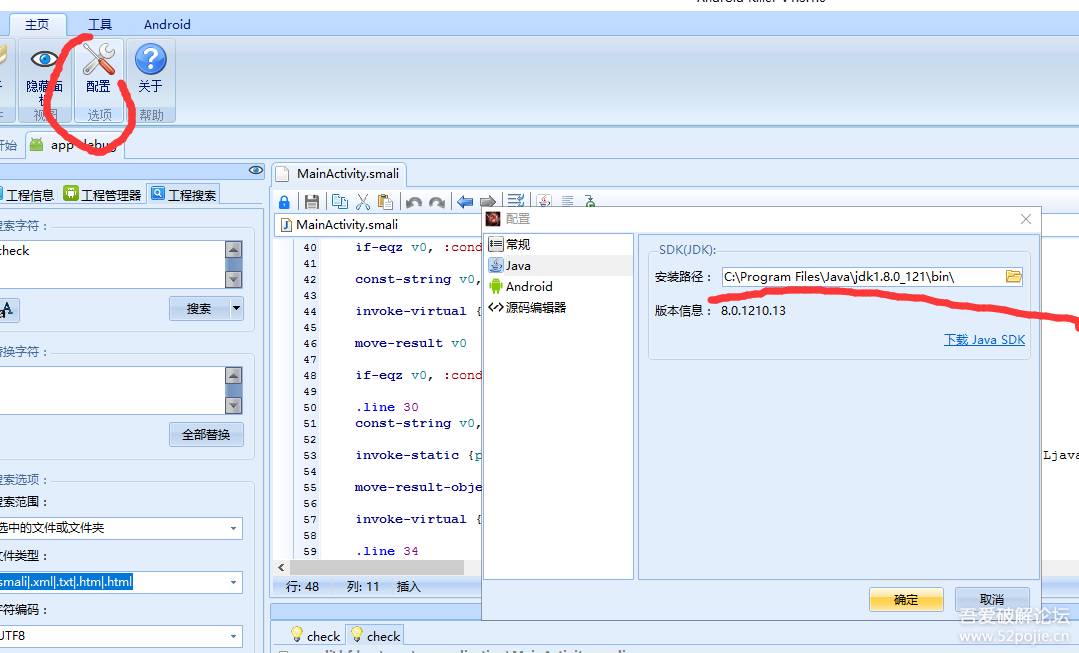 主页 工具 Android
隐藏面板 配置 关于
视图 选项 帮助
开始 app-debug
MainActivity.smali
工程信息 工程管理器 工程搜索
MainActivity.smali
搜索字符：
check
搜索
替换字符：
全部替换
搜索选项：
搜索范围：
选中的文件或文件夹
文件类型：
smali|.xml|.txt|.htm|.html
字符编码：
UTF8
40 if-eqz v0, :cond
41
42 const-string v0,
43
44 invoke-virtual {
45
46 move-result v0
47
48 if-eqz v0, :cond
49
50 .line 30
51 const-string v0,
52
53 invoke-static {p
54
55 move-result-obje
56
57 invoke-virtual {
58
59 .line 34
Ljava
行: 48 列: 11 插入
check check
配置
常规
Java
Android
源码编辑器
SDK(JDK):
安装路径： C:\Program Files\Java\jdk1.8.0_121\bin\
版本信息： 8.0.1210.13
下载 Java SDK
确定 取消
吾爱破解论坛
www.52pojie.cn